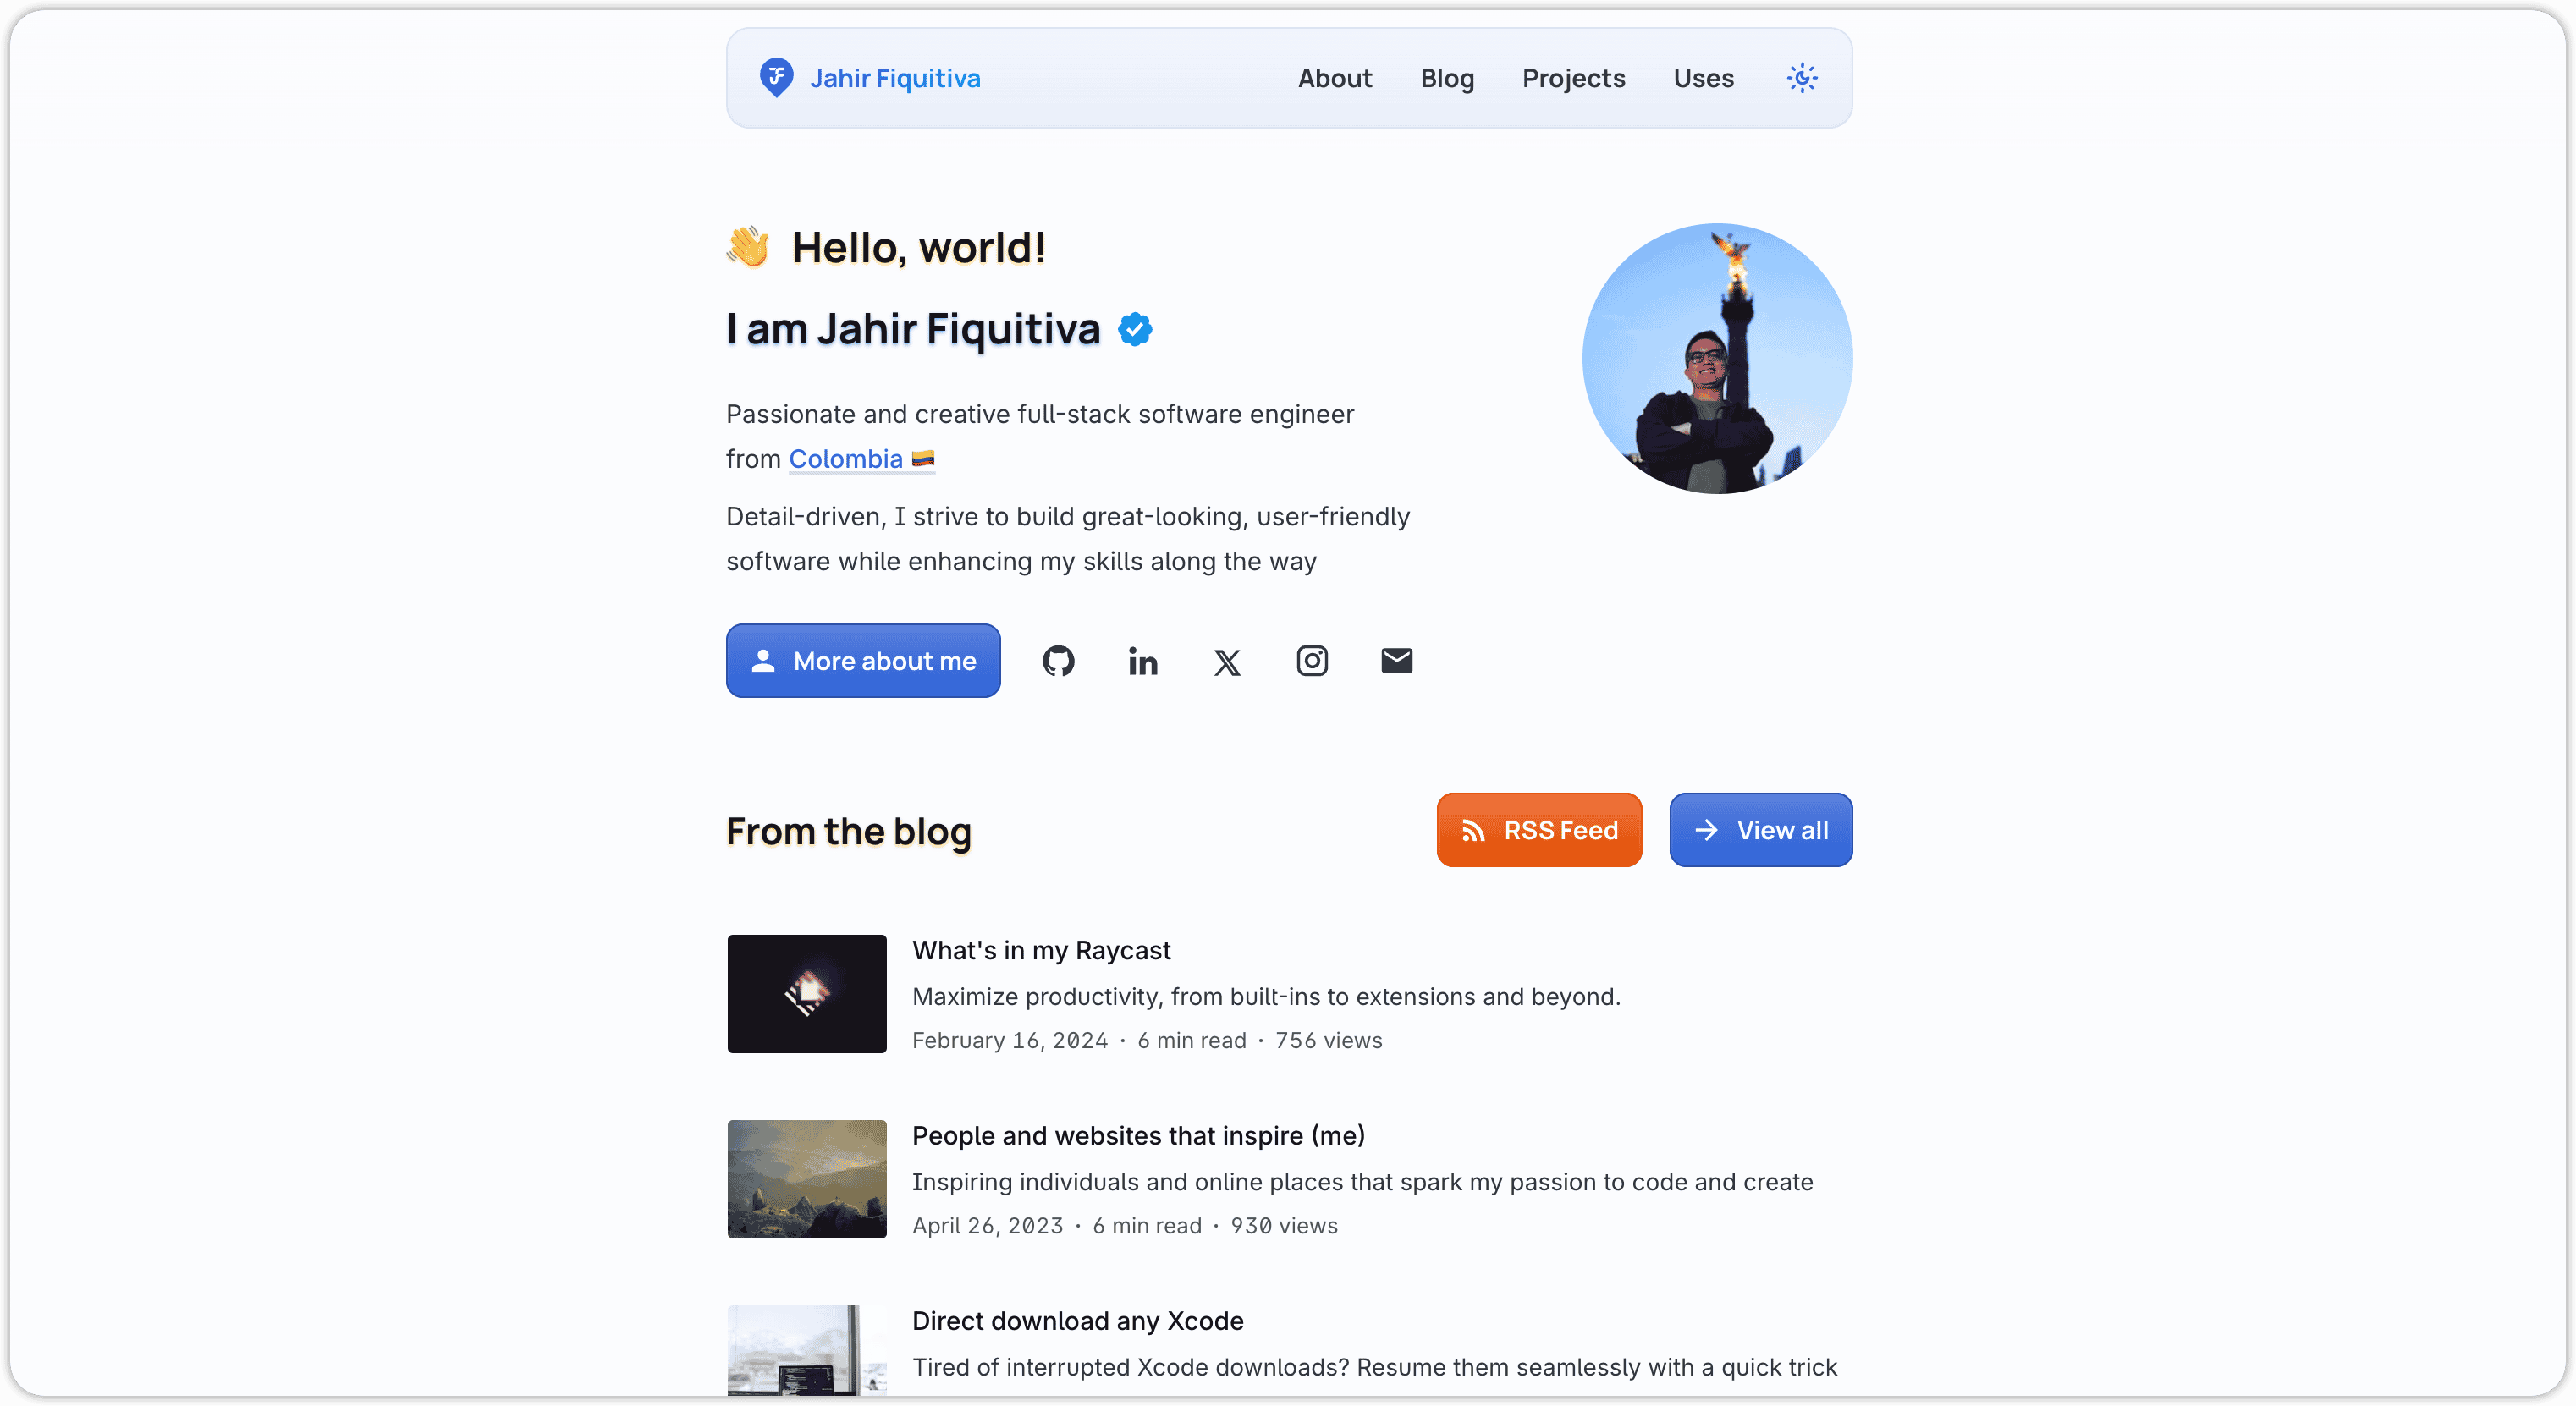 Jahir Fiquitiva
About
Blog
Projects
Uses
👋 Hello, world!
I am Jahir Fiquitiva
Passionate and creative full-stack software engineer
from Colombia 🇨🇴
Detail-driven, I strive to build great-looking, user-friendly
software while enhancing my skills along the way
More about me
From the blog
RSS Feed
View all
What's in my Raycast
Maximize productivity, from built-ins to extensions and beyond.
February 16, 2024 · 6 min read · 756 views
People and websites that inspire (me)
Inspiring individuals and online places that spark my passion to code and create
April 26, 2023 · 6 min read · 930 views
Direct download any Xcode
Tired of interrupted Xcode downloads? Resume them seamlessly with a quick trick